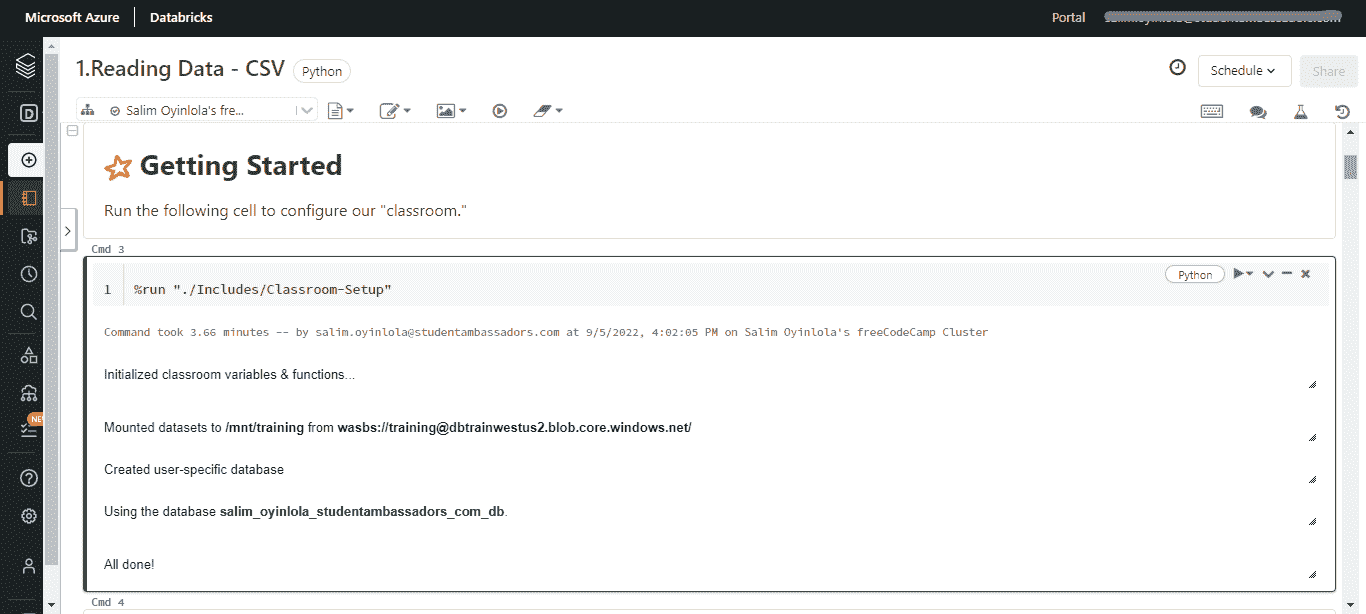 Microsoft Azure Databricks Portal
1.Reading Data - CSV Python Schedule Share
Salim Oyinlola's fre...
Getting Started
Run the following cell to configure our "classroom."
Cmd 3
Python
1 %run "./Includes/Classroom-Setup"
Command took 3.66 minutes -- by salim.oyinlola@studentambassadors.com at 9/5/2022, 4:02:05 PM on Salim Oyinlola's freeCodeCamp Cluster
Initialized classroom variables & functions...
Mounted datasets to /mnt/training from wasbs://training@dbtrainwestus2.blob.core.windows.net/
NE
Created user-specific database
Using the database salim_oyinlola_studentambassadors_com_db.
All done!
Cmd 4